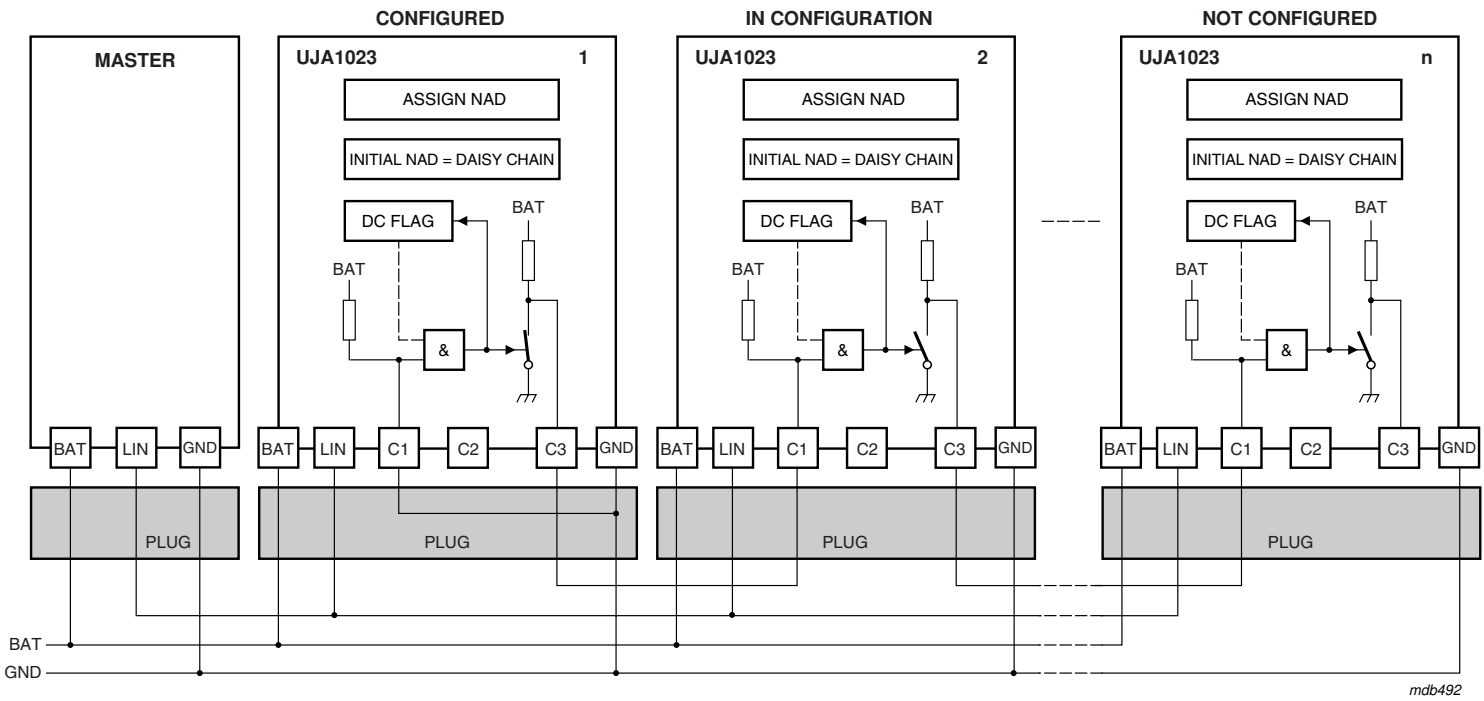 CONFIGURED
IN CONFIGURATION
NOT CONFIGURED
MASTER
UJA1023 1
UJA1023 2
UJA1023 n
ASSIGN NAD
ASSIGN NAD
ASSIGN NAD
INITIAL NAD = DAISY CHAIN
INITIAL NAD = DAISY CHAIN
INITIAL NAD = DAISY CHAIN
DC FLAG
BAT
DC FLAG
BAT
DC FLAG
BAT
BAT
BAT
BAT
&
&
&
BAT LIN GND
BAT LIN C1 C2 C3 GND
BAT LIN C1 C2 C3 GND
BAT LIN C1 C2 C3 GND
PLUG
PLUG
PLUG
PLUG
BAT
GND
mdb492